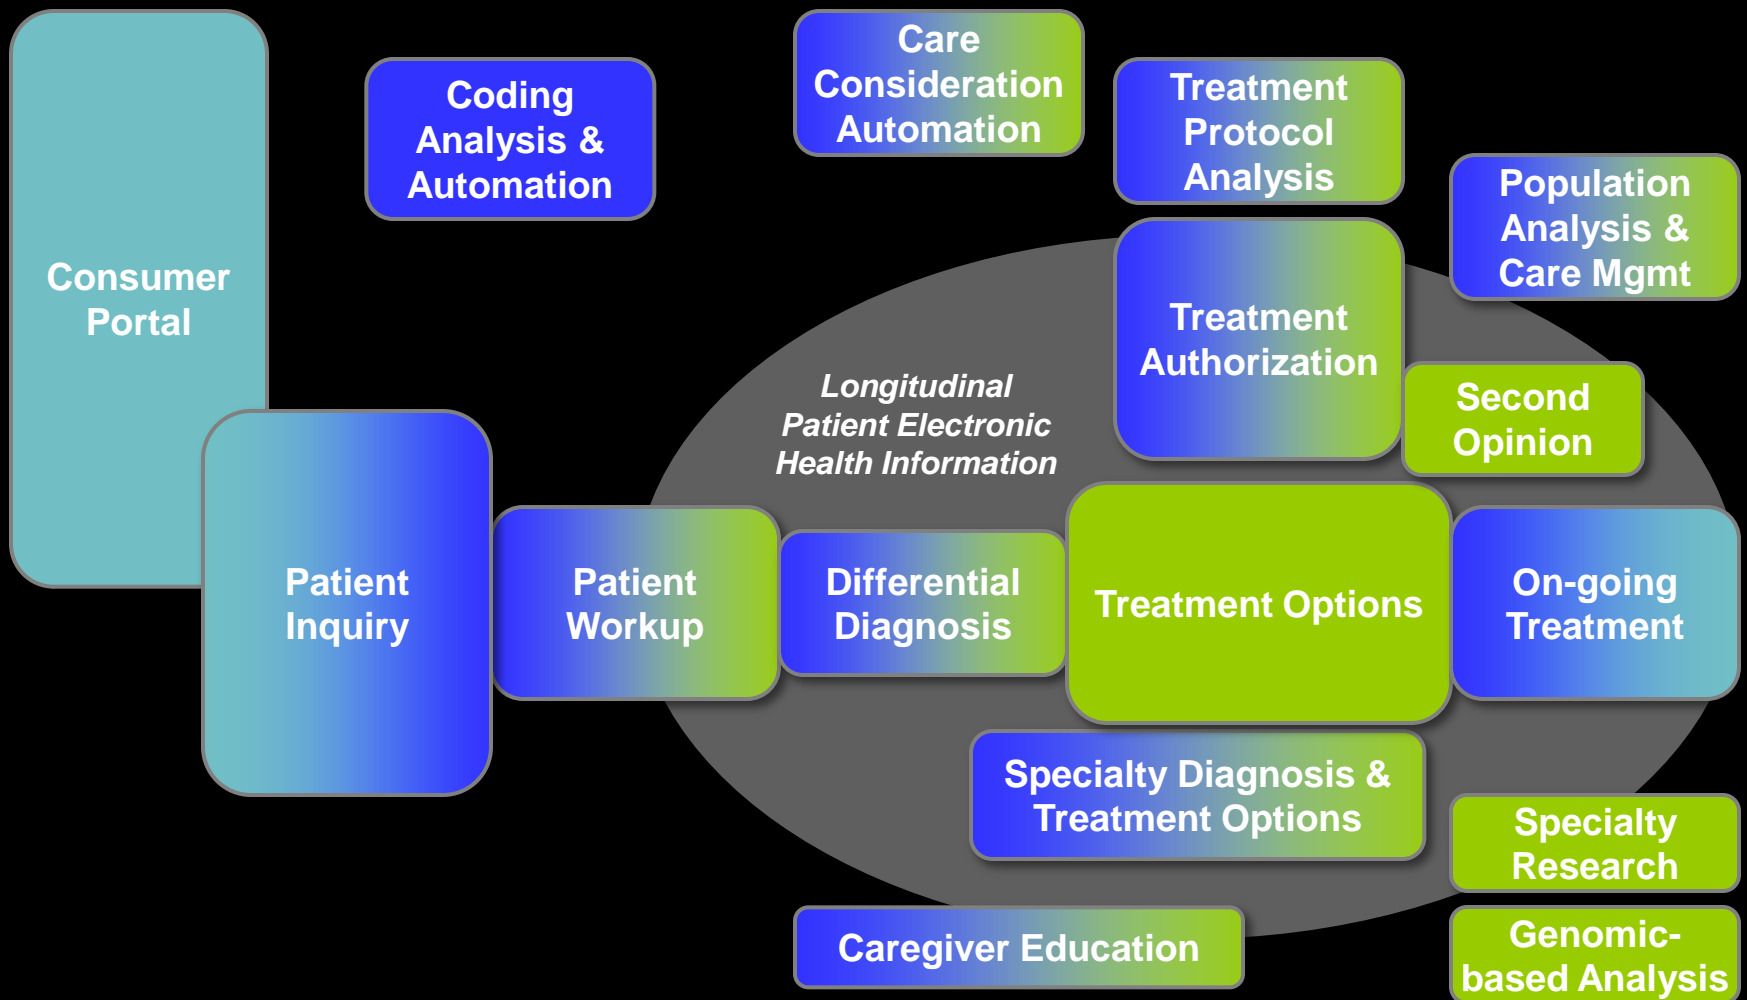 Care
Consideration
Automation
Coding
Analysis &
Automation
Treatment
Protocol
Analysis
Population
Analysis &
Care Mgmt
Consumer
Portal
Treatment
Authorization
Longitudinal
Patient Electronic
Health Information
Second
Opinion
Patient
Inquiry
Patient
Workup
Differential
Diagnosis
Treatment Options
On-going
Treatment
Specialty Diagnosis &
Treatment Options
Specialty
Research
Caregiver Education
Genomic-
based Analysis